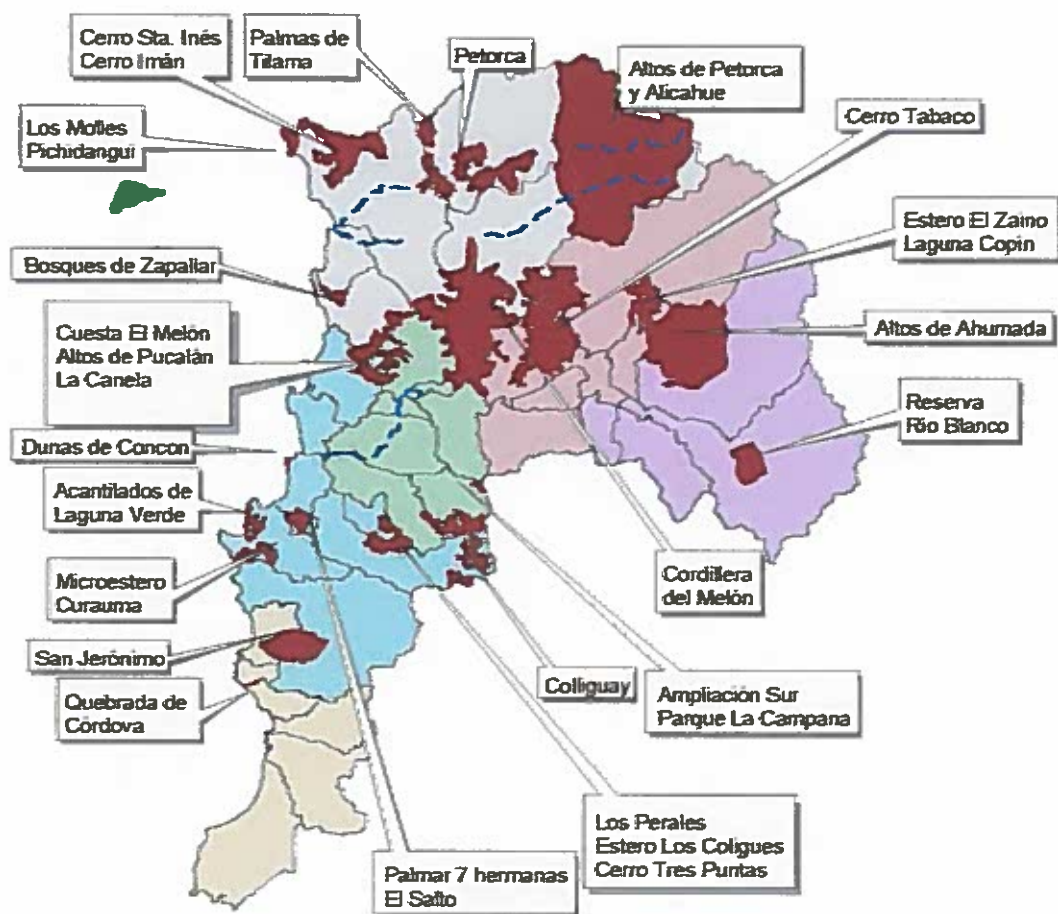 Cerro Sta. Inés
Cerro Imán
Palmas de
Tilama
Petorca
Altos de Petorca
y Alicahue
Cerro Tabaco
Los Molles
Pichidangui
Estero El Zaino
Laguna Copin
Bosques de Zapallar
Cuesta El Melón
Altos de Pucalán
La Canela
Altos de Ahumada
Reserva
Río Blanco
Dunas de Concon
Acantilados de
Laguna Verde
Microestero
Curauma
Cordillera
del Melón
San Jerónimo
Colliguay
Quebrada de
Córdova
Ampliación Sur
Parque La Campana
Los Perales
Estero Los Coligues
Cerro Tres Puntas
Palmar 7 hermanas
El Salto